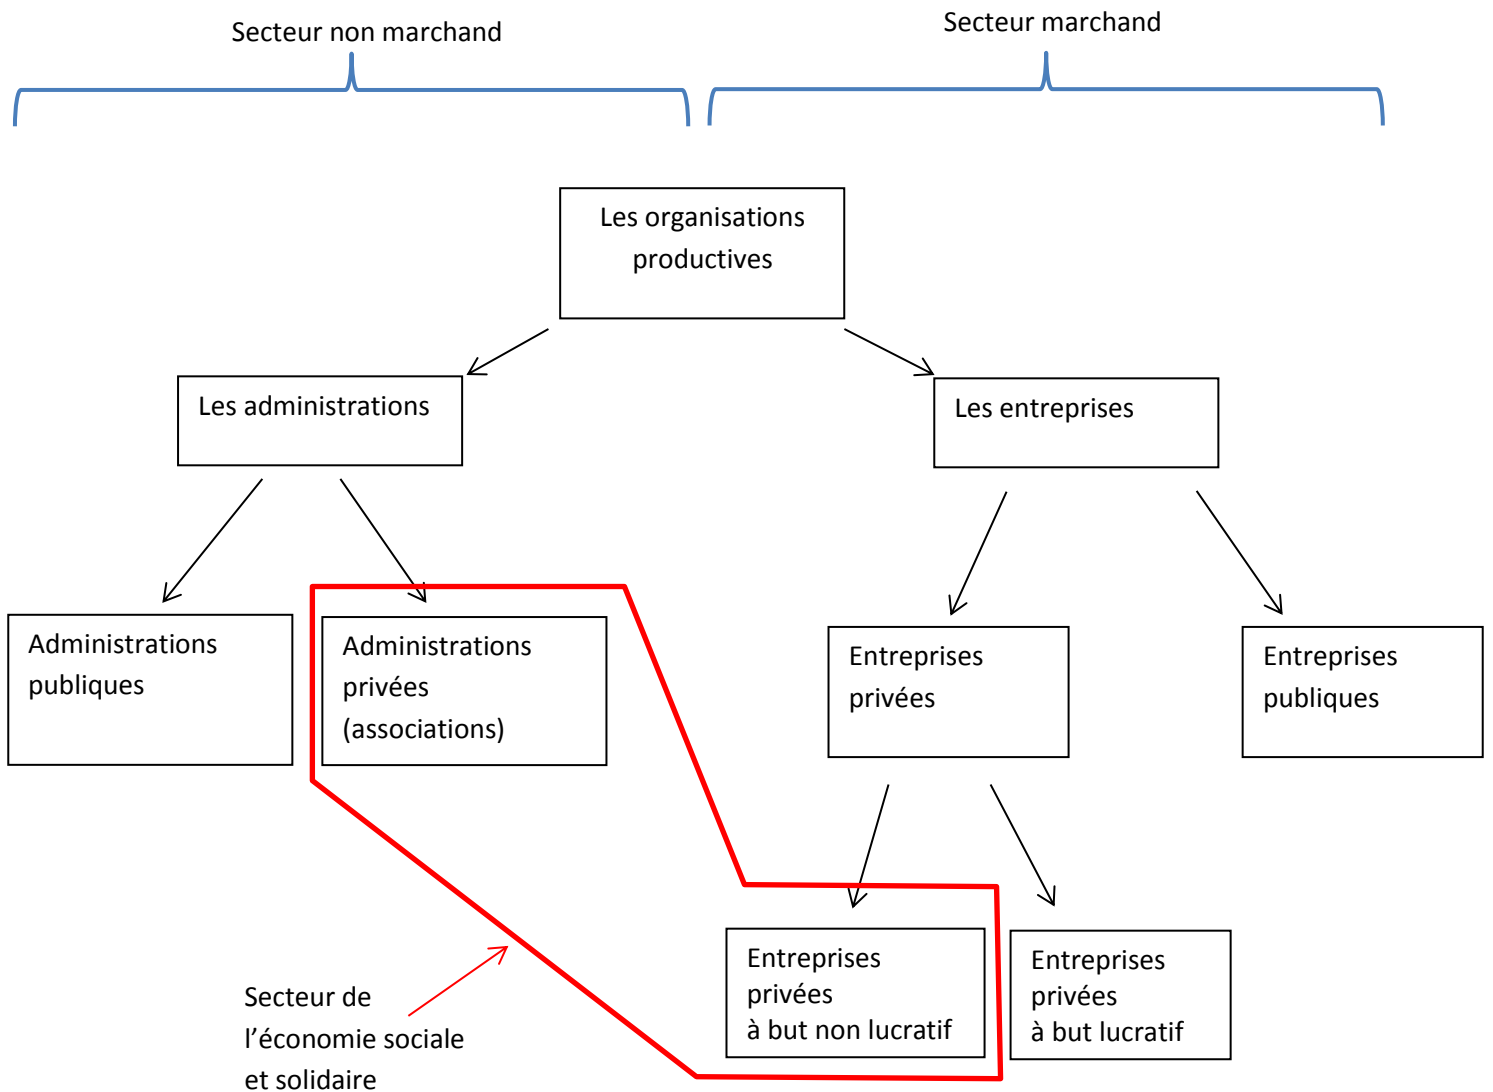 Secteur non marchand
Secteur marchand
Les organisations
productives
Les administrations
Les entreprises
Administrations
publiques
Administrations
privées
(associations)
Entreprises
privées
Entreprises
publiques
Entreprises
privées
à but non lucratif
Entreprises
privées
à but lucratif
Secteur de
l’économie sociale
et solidaire